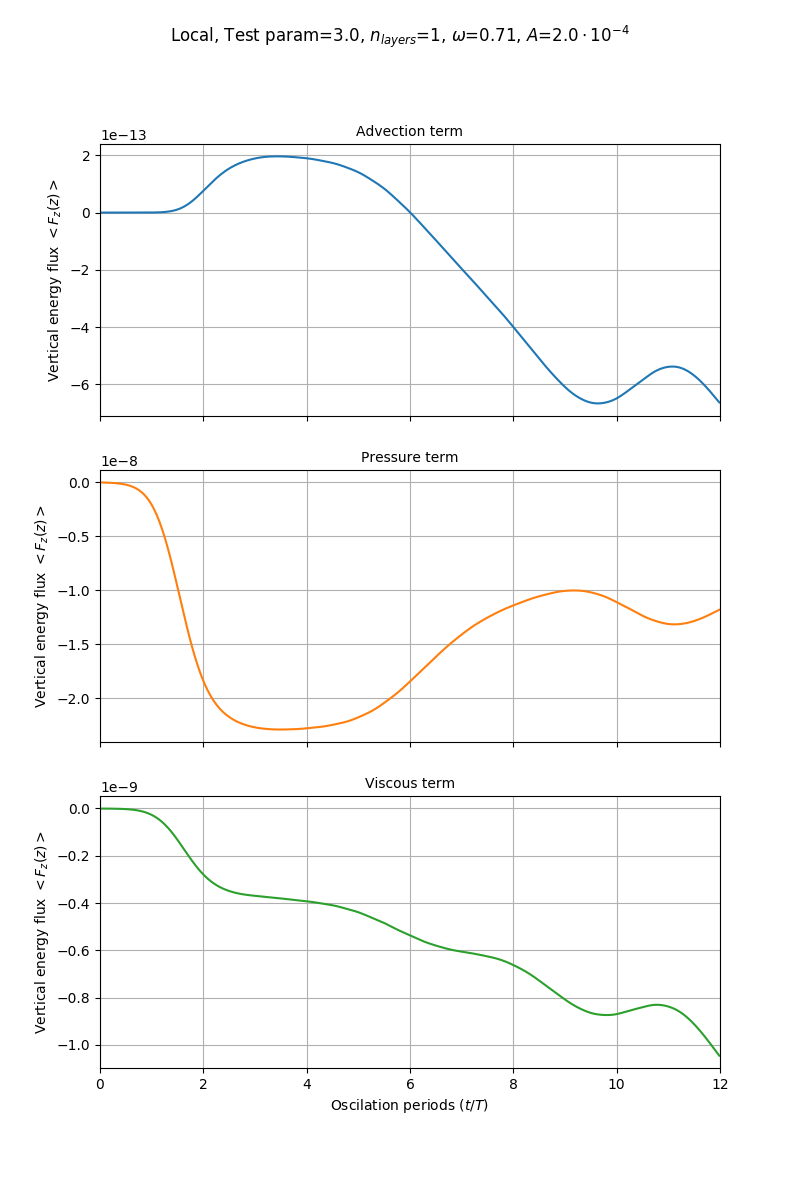 Local, Test param=3.0, n_layers=1, ω=0.71, A=2.0 · 10⁻⁴
1e−13
Advection term
Vertical energy flux < F_z(z) >
2
0
−2
−4
−6
1e−8
Pressure term
Vertical energy flux < F_z(z) >
0.0
−0.5
−1.0
−1.5
−2.0
1e−9
Viscous term
Vertical energy flux < F_z(z) >
0.0
−0.2
−0.4
−0.6
−0.8
−1.0
0 2 4 6 8 10 12
Oscilation periods (t/T)